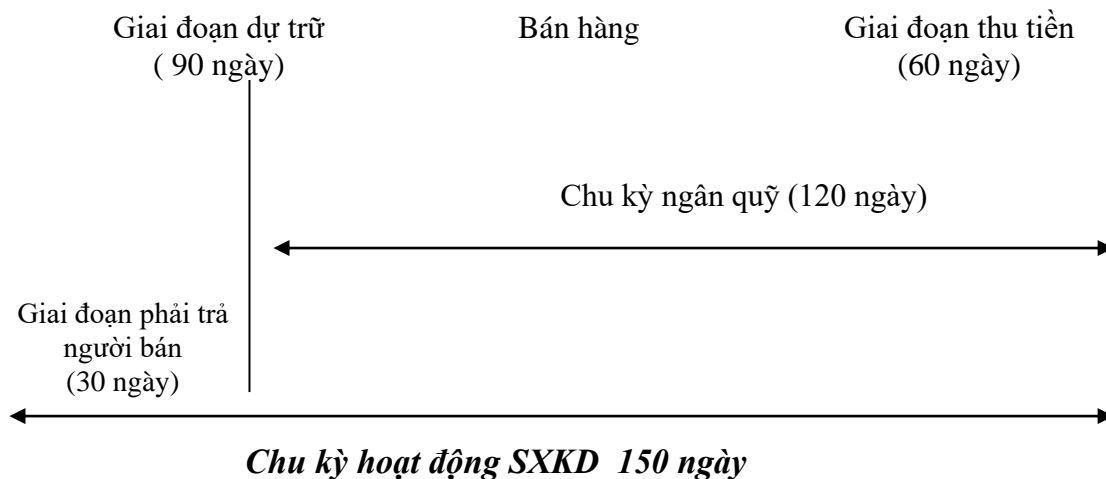 Giai đoạn dự trữ
( 90 ngày)
Bán hàng
Giai đoạn thu tiền
(60 ngày)
Chu kỳ ngân quỹ (120 ngày)
Giai đoạn phải trả
người bán
(30 ngày)
Chu kỳ hoạt động SXKD 150 ngày